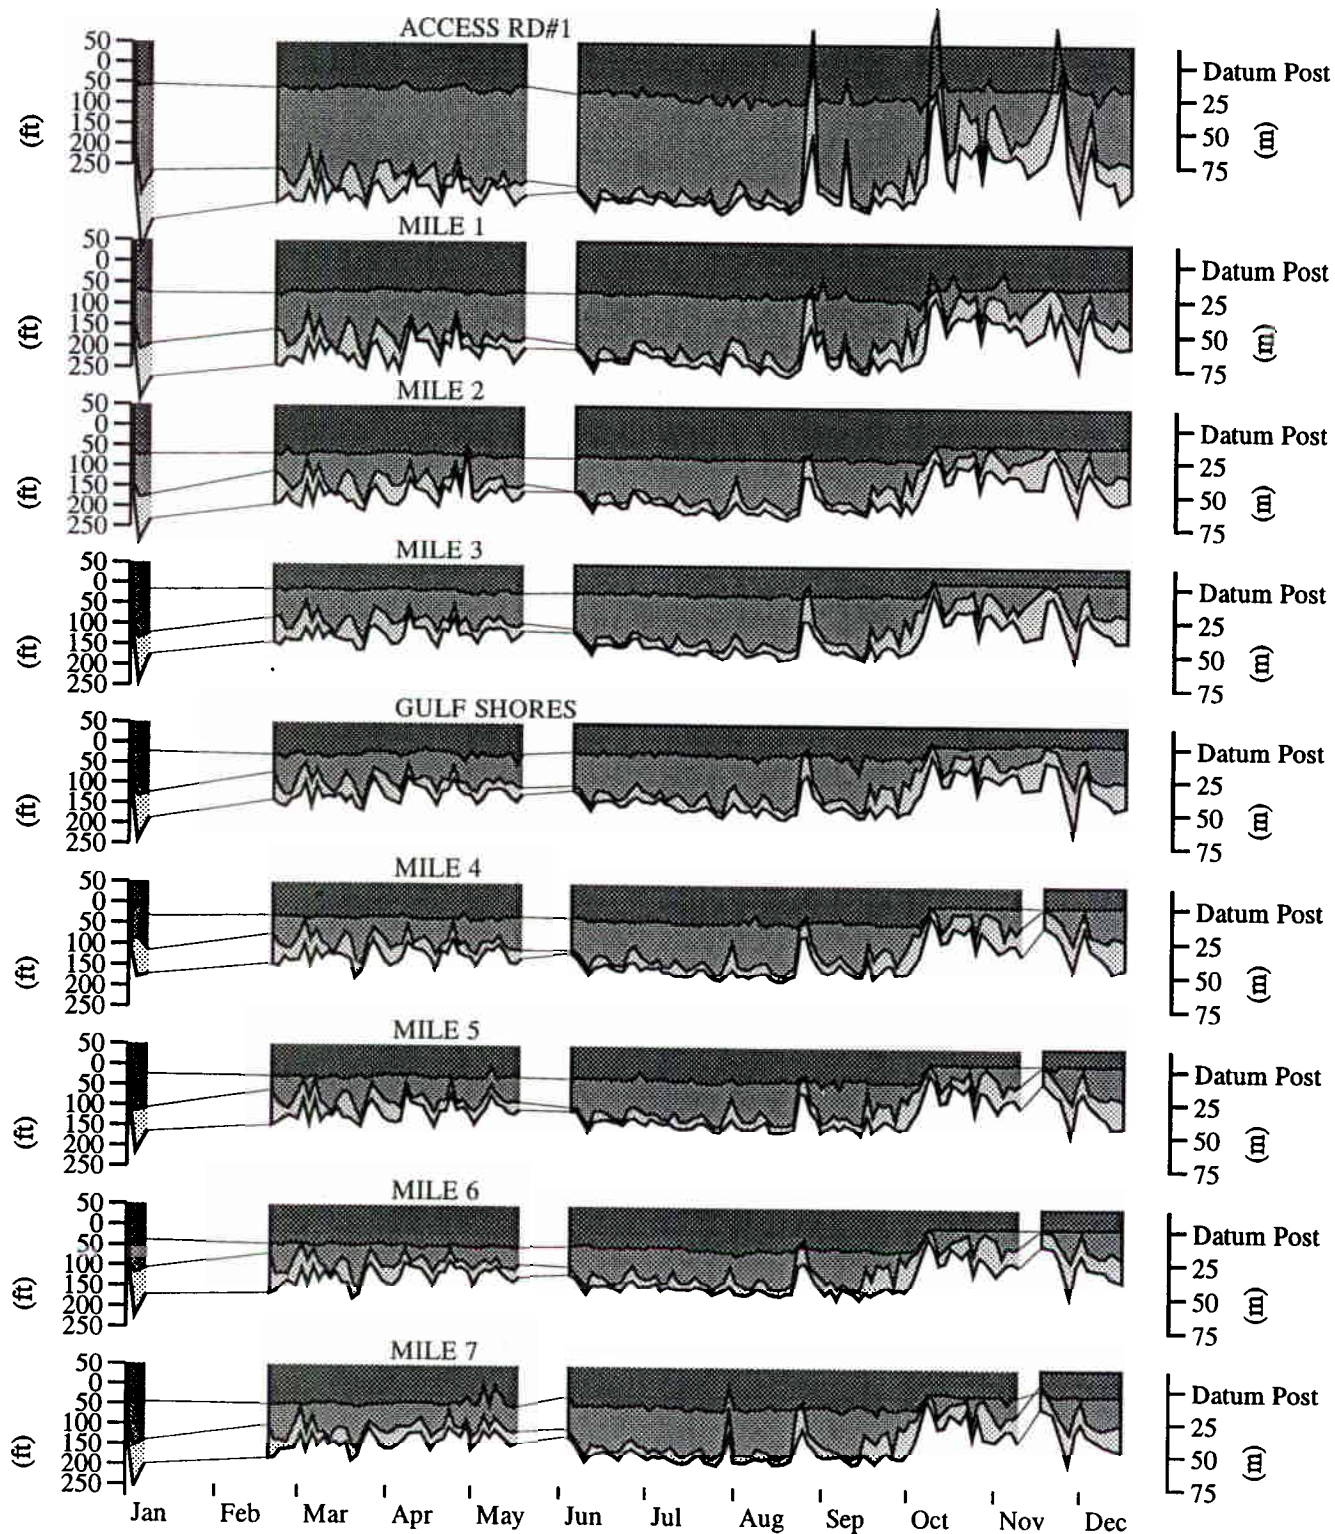 ACCESS RD#1
50
0
50
100
150
200
250
(ft)
Datum Post
25
50
75
(m)
MILE 1
50
0
50
100
150
200
250
(ft)
Datum Post
25
50
75
(m)
MILE 2
50
0
50
100
150
200
250
(ft)
Datum Post
25
50
75
(m)
MILE 3
50
0
50
100
150
200
250
(ft)
Datum Post
25
50
75
(m)
GULF SHORES
50
0
50
100
150
200
250
(ft)
Datum Post
25
50
75
(m)
MILE 4
50
0
50
100
150
200
250
(ft)
Datum Post
25
50
75
(m)
MILE 5
50
0
50
100
150
200
250
(ft)
Datum Post
25
50
75
(m)
MILE 6
50
0
50
100
150
200
250
(ft)
Datum Post
25
50
75
(m)
MILE 7
50
0
50
100
150
200
250
(ft)
Datum Post
25
50
75
(m)
Jan Feb Mar Apr May Jun Jul Aug Sep Oct Nov Dec